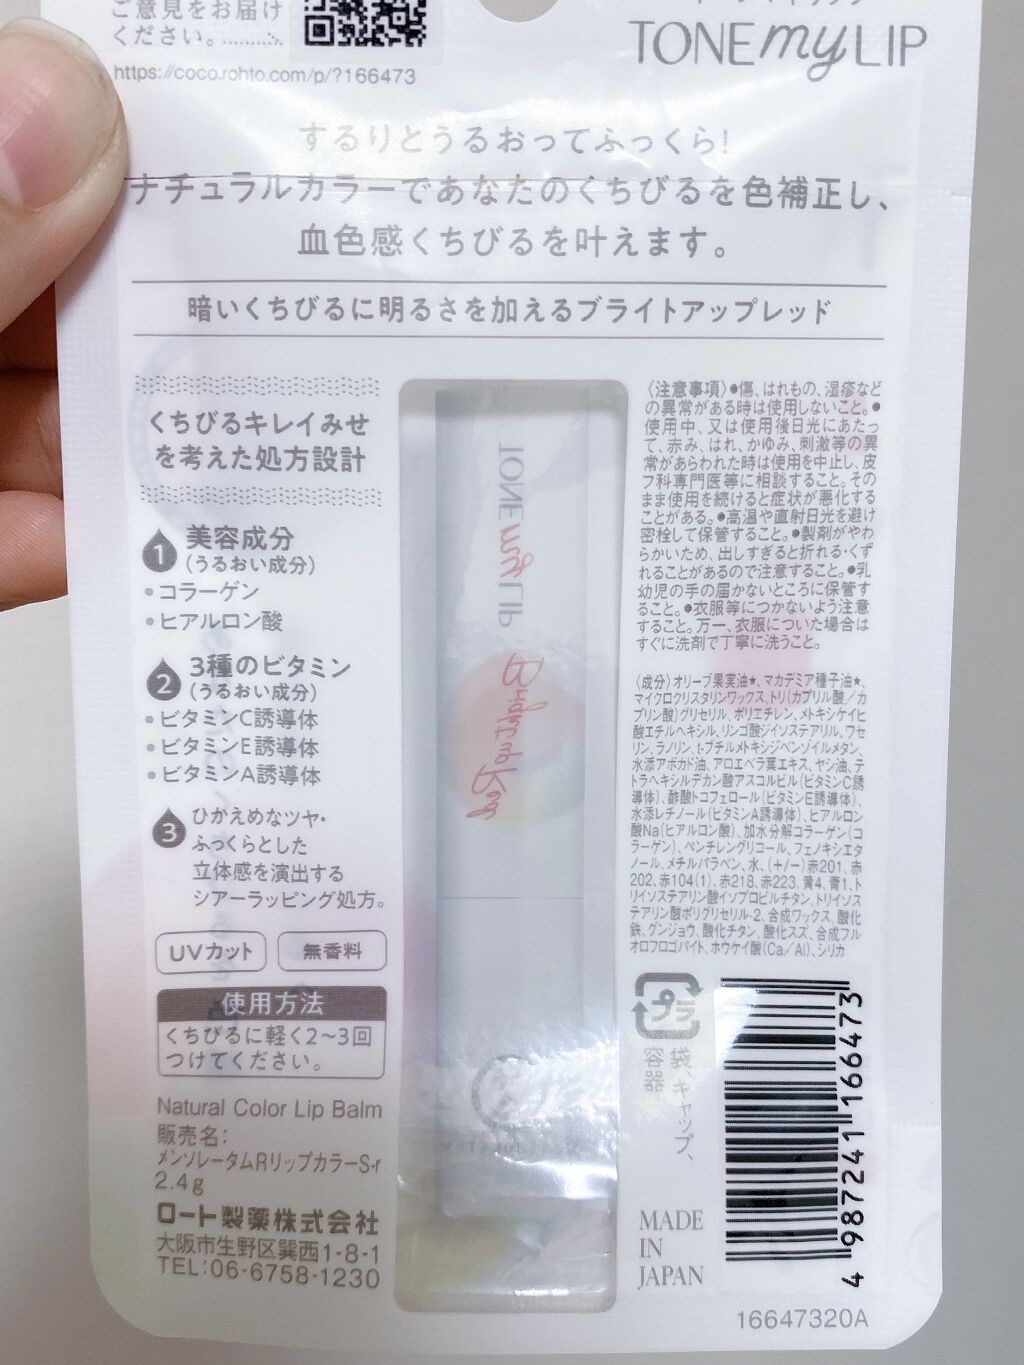 ご意見をお届け
ください。
https://coco.rohto.com/p/?166473
TONE my LIP
するりとうるおってふっくら!
ナチュラルカラーであなたのくちびるを色補正し、
血色感くちびるを叶えます。
暗いくちびるに明るさを加えるブライトアップレッド
くちびるキレイみせ
を考えた処方設計
1 美容成分
(うるおい成分)
・コラーゲン
・ヒアルロン酸
2 3種のビタミン
(うるおい成分)
・ビタミンC誘導体
・ビタミンE誘導体
・ビタミンA誘導体
3 ひかえめなツヤ・
ふっくらとした
立体感を演出する
シアーラッピング処方。
UVカット 無香料
使用方法
くちびるに軽く2〜3回
つけてください。
Natural Color Lip Balm
販売名:
メンソレータムRリップカラーS-r
2.4g
ロート製薬株式会社
大阪市生野区巽西1-8-1
TEL:06-6758-1230
TONE my LIP
〈注意事項〉●傷、はれもの、湿疹など
の異常がある時は使用しないこと。●
使用中、又は使用後日光にあたっ
て、赤み、はれ、かゆみ、刺激等の異
常があらわれた時は使用を中止し、皮
フ科専門医等に相談すること。その
まま使用を続けると症状が悪化する
ことがある。●高温や直射日光を避け
密栓して保管すること。●製剤がやわ
らかいため、出しすぎると折れる・くず
れることがあるので注意すること。●乳
幼児の手の届かないところに保管す
ること。●衣服等につかないよう注意
すること。万一、衣服についた場合は
すぐに洗剤で丁寧に洗うこと。
〈成分〉オリーブ果実油★、マカデミア種子油★、
マイクロクリスタリンワックス、トリ(カプリル酸/カ
プリン酸)グリセリル、ポリエチレン、メトキシケイヒ
酸エチルヘキシル、リンゴ酸ジイソステアリル、ワセ
リン、ラノリン、t-ブチルメトキシジベンゾイルメタン、
水添アボカド油、アロエベラ葉エキス、ヤシ油、テ
トラヘキシルデカン酸アスコルビル(ビタミンC誘
導体)、酢酸トコフェロール(ビタミンE誘導体)、
水添レチノール(ビタミンA誘導体)、ヒアルロン
酸Na(ヒアルロン酸)、加水分解コラーゲン(コ
ラーゲン)、ペンチレングリコール、フェノキシエタ
ノール、メチルパラベン、水、(+/−)赤201、赤
202、赤104(1)、赤218、赤223、黄4、青1、ト
リイソステアリン酸イソプロピルチタン、トリイソス
テアリン酸ポリグリセリル-2、合成ワックス、酸化
鉄、グンジョウ、酸化チタン、酸化スズ、合成フル
オロフロゴパイト、ホウケイ酸(Ca/Al)、シリカ
プラ
袋、キャップ、
容器
MADE
IN
JAPAN
4 987241 166473
16647320A